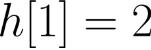 h[1] = 2